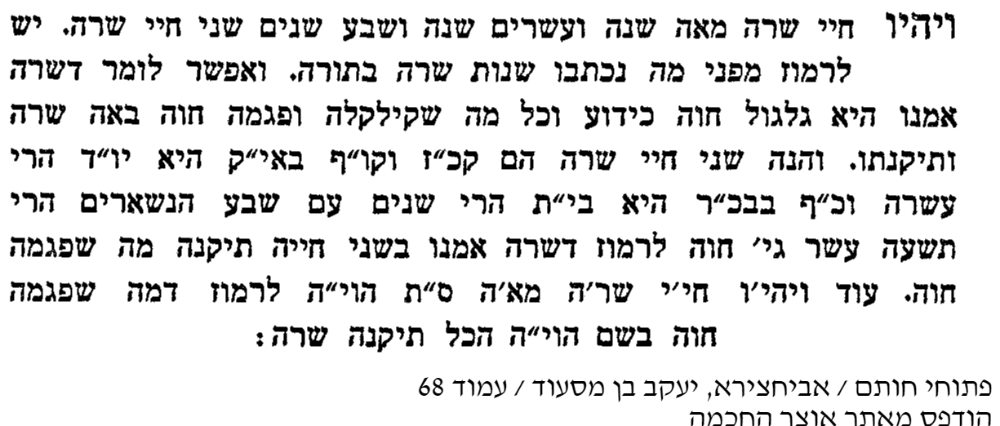 ויהיו חיי שרה מאה שנה ועשרים שנה ושבע שנים שני חיי שרה. יש
לרמוז מפני מה נכתבו שנות שרה בתורה. ואפשר לומר דשרה
אמנו היא גלגול חוה כידוע וכל מה שקילקלה ופגמה חוה באה שרה
ותיקנתו. והנה שני חיי שרה הם קכ״ז וקו״ף באי״ק היא יו״ד הרי
עשרה וכ״ף בבכ״ר היא בי״ת הרי שנים עם שבע הנשארים הרי
תשעה עשר גי׳ חוה לרמוז דשרה אמנו בשני חייה תיקנה מה שפגמה
חוה. עוד ויהי׳ו חי׳י שר׳ה מא׳ה ס״ת הוי״ה לרמוז דמה שפגמה
חוה בשם הוי״ה הכל תיקנה שרה:
פתוחי חותם / אביחצירא, יעקב בן מסעוד / עמוד 68
הודפס מאתר אוצר החכמה